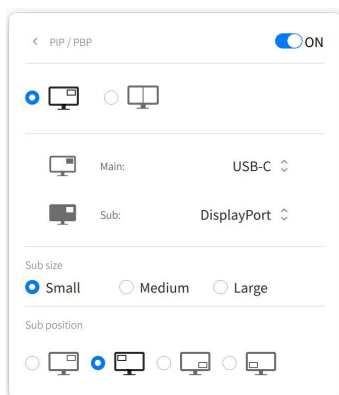 < PIP / PBP ON
Main: USB-C
Sub: DisplayPort
Sub size
Small Medium Large
Sub position